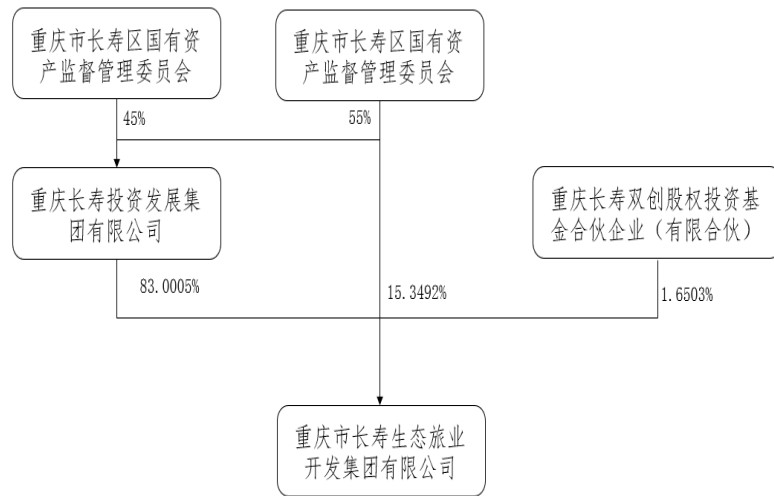 重庆市长寿区国有资
产监督管理委员会
重庆市长寿区国有资
产监督管理委员会
45%
55%
重庆长寿投资发展集
团有限公司
重庆长寿双创股权投资基
金合伙企业（有限合伙）
83.0005%
15.3492%
1.6503%
重庆市长寿生态旅业
开发集团有限公司